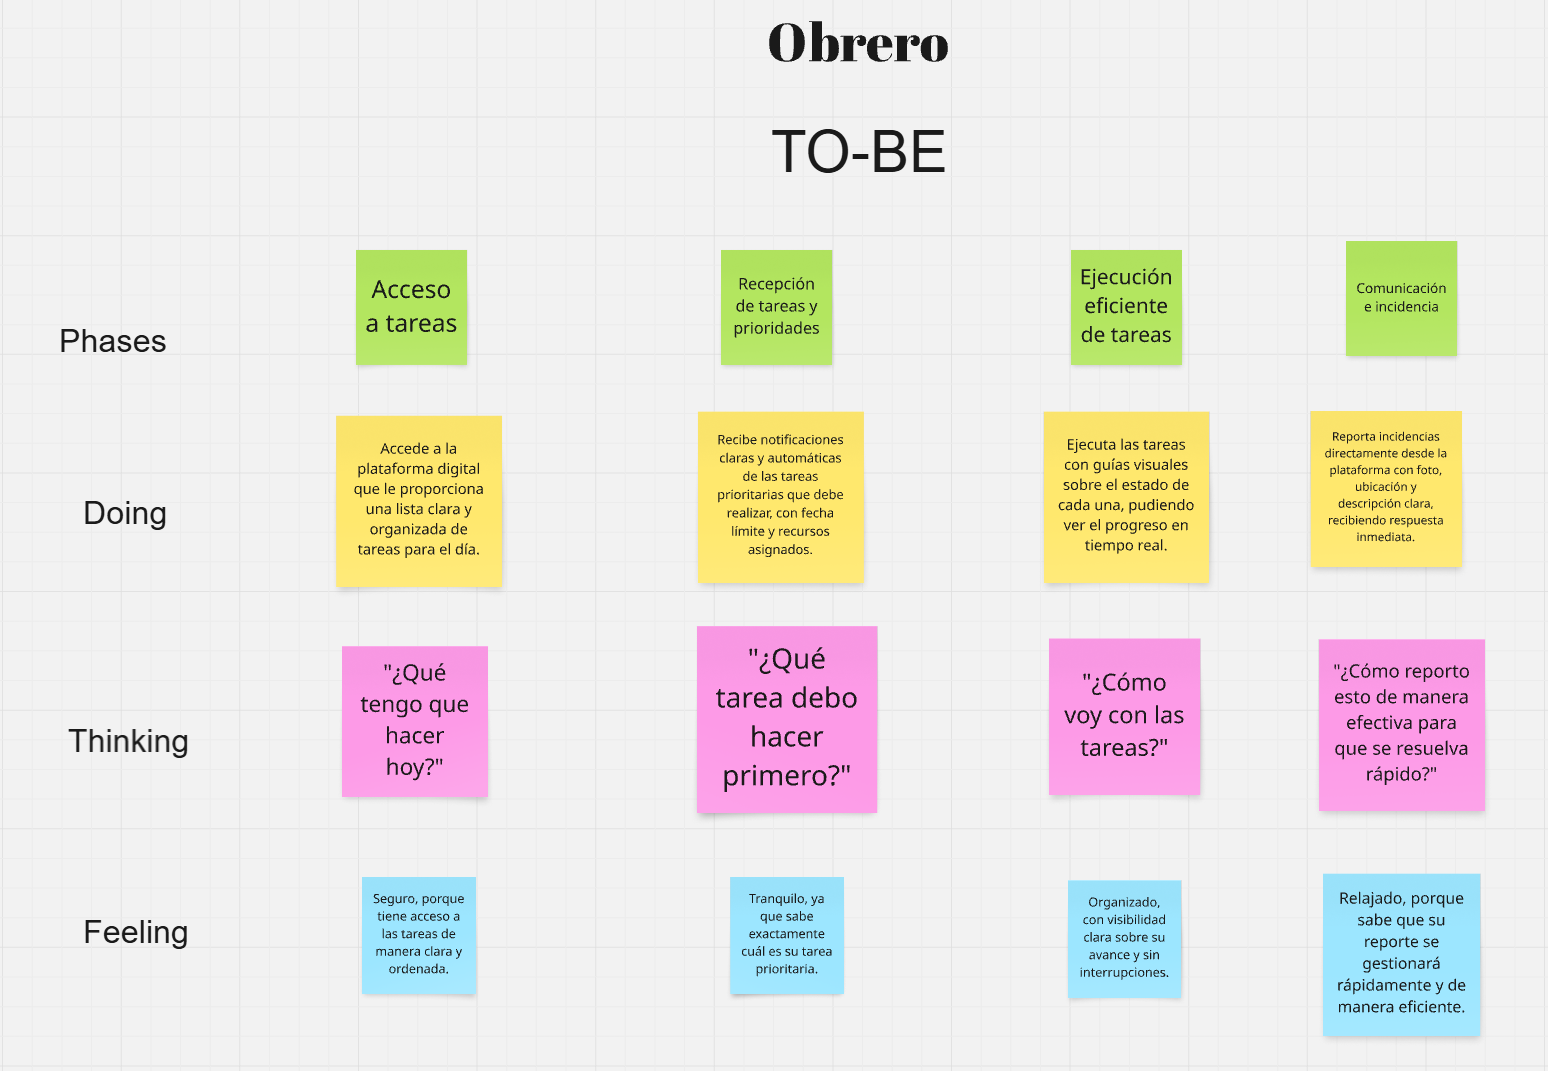 Obrero
TO-BE
Phases
Acceso
a tareas
Recepción
de tareas y
prioridades
Ejecución
eficiente
de tareas
Comunicación
e incidencia
Doing
Accede a la
plataforma digital
que le proporciona
una lista clara y
organizada de
tareas para el día.
Recibe notificaciones
claras y automáticas
de las tareas
prioritarias que debe
realizar, con fecha
límite y recursos
asignados.
Ejecuta las tareas
con guías visuales
sobre el estado de
cada una, pudiendo
ver el progreso en
tiempo real.
Reporta incidencias
directamente desde la
plataforma con foto,
ubicación y
descripción clara,
recibiendo respuesta
inmediata.
Thinking
"¿Qué
tengo que
hacer
hoy?"
"¿Qué
tarea debo
hacer
primero?"
"¿Cómo
voy con las
tareas?"
"¿Cómo reporto
esto de manera
efectiva para
que se resuelva
rápido?"
Feeling
Seguro, porque
tiene acceso a
las tareas de
manera clara y
ordenada.
Tranquilo, ya
que sabe
exactamente
cuál es su tarea
prioritaria.
Organizado,
con visibilidad
clara sobre su
avance y sin
interrupciones.
Relajado, porque
sabe que su
reporte se
gestionará
rápidamente y de
manera eficiente.